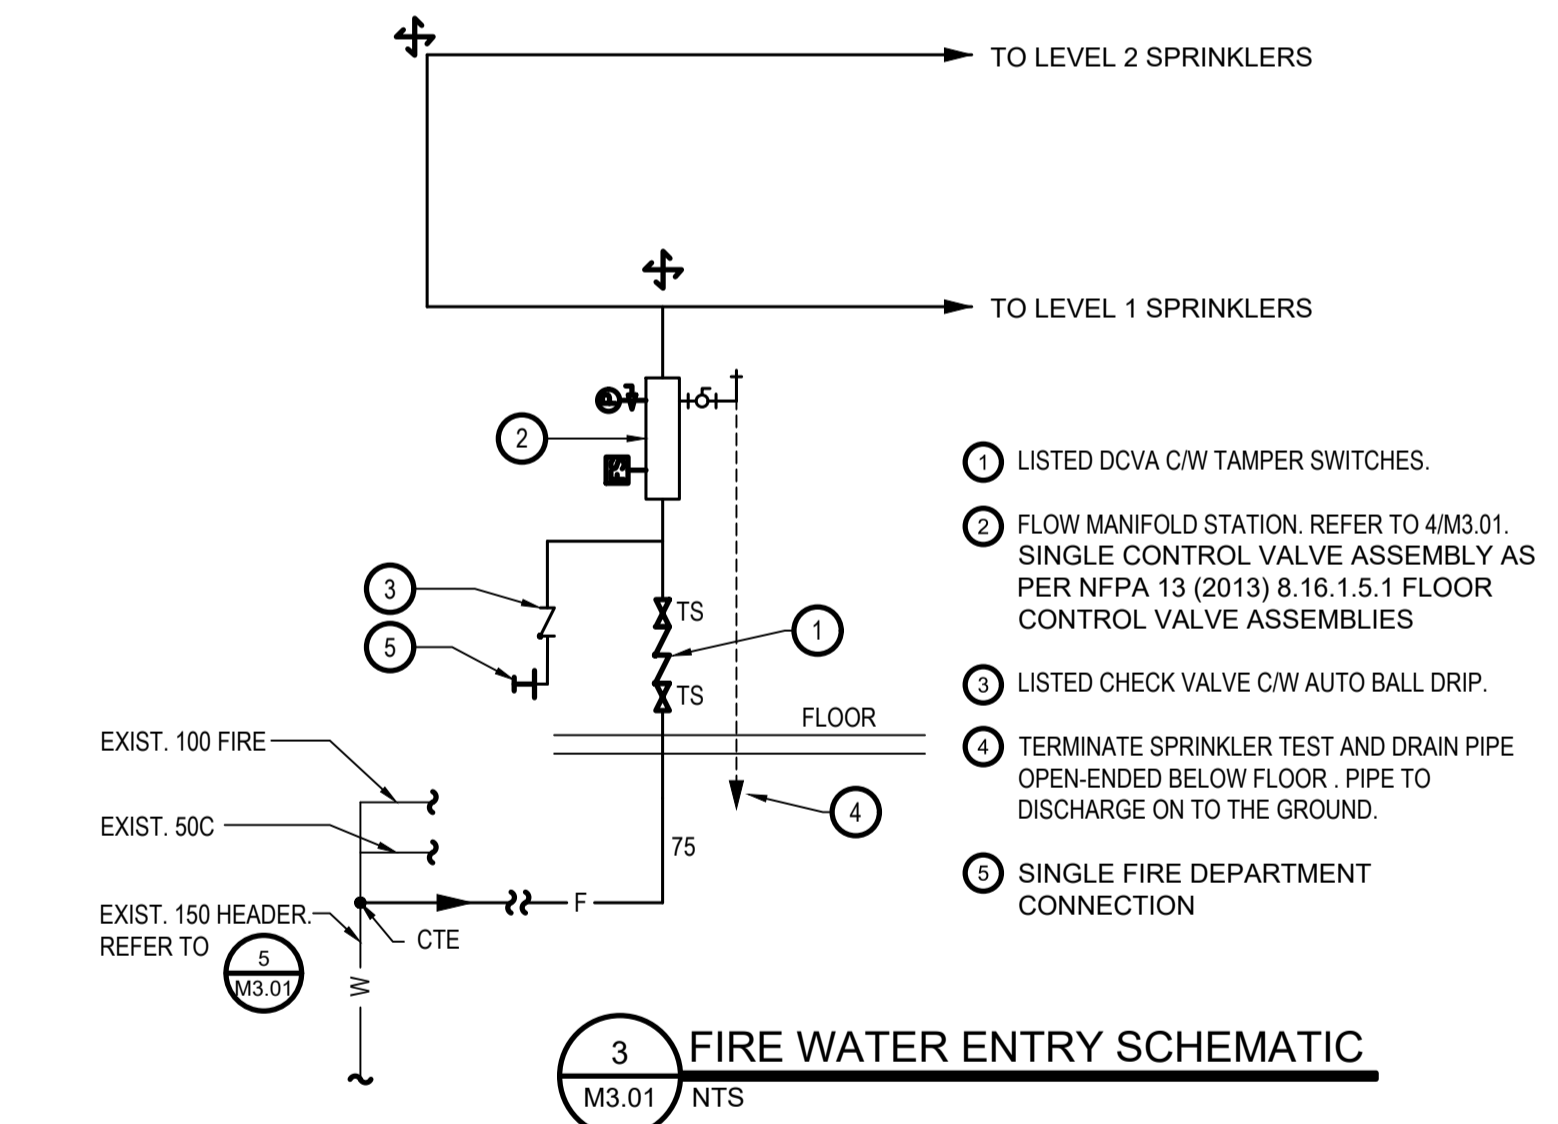 TO LEVEL 2 SPRINKLERS
TO LEVEL 1 SPRINKLERS
2
FS
3
5
TS
1
TS
FLOOR
4
75
EXIST. 100 FIRE
EXIST. 50C
EXIST. 150 HEADER.
REFER TO
5
M3.01
F
CTE
W
1 LISTED DCVA C/W TAMPER SWITCHES.
2 FLOW MANIFOLD STATION. REFER TO 4/M3.01.
SINGLE CONTROL VALVE ASSEMBLY AS
PER NFPA 13 (2013) 8.16.1.5.1 FLOOR
CONTROL VALVE ASSEMBLIES
3 LISTED CHECK VALVE C/W AUTO BALL DRIP.
4 TERMINATE SPRINKLER TEST AND DRAIN PIPE
OPEN-ENDED BELOW FLOOR . PIPE TO
DISCHARGE ON TO THE GROUND.
5 SINGLE FIRE DEPARTMENT
CONNECTION
3
M3.01
FIRE WATER ENTRY SCHEMATIC
NTS